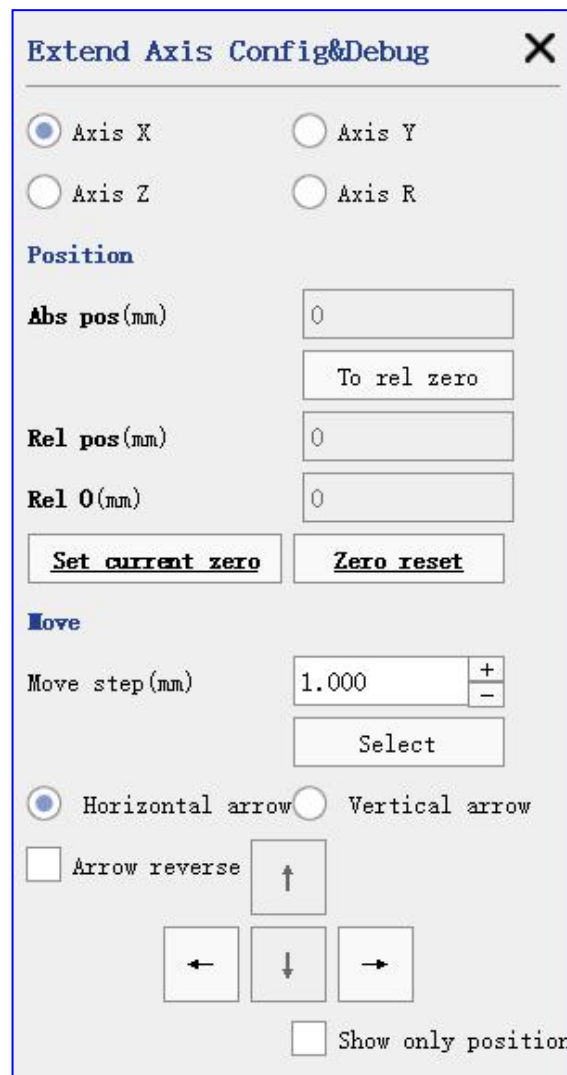 Extend Axis Config&Debug
Axis X Axis Y
Axis Z Axis R
Position
Abs pos(mm) 0
To rel zero
Rel pos(mm) 0
Rel 0(mm) 0
Set current zero Zero reset
Move
Move step(mm) 1.000 + −
Select
Horizontal arrow Vertical arrow
Arrow reverse ↑
← ↓ →
Show only position